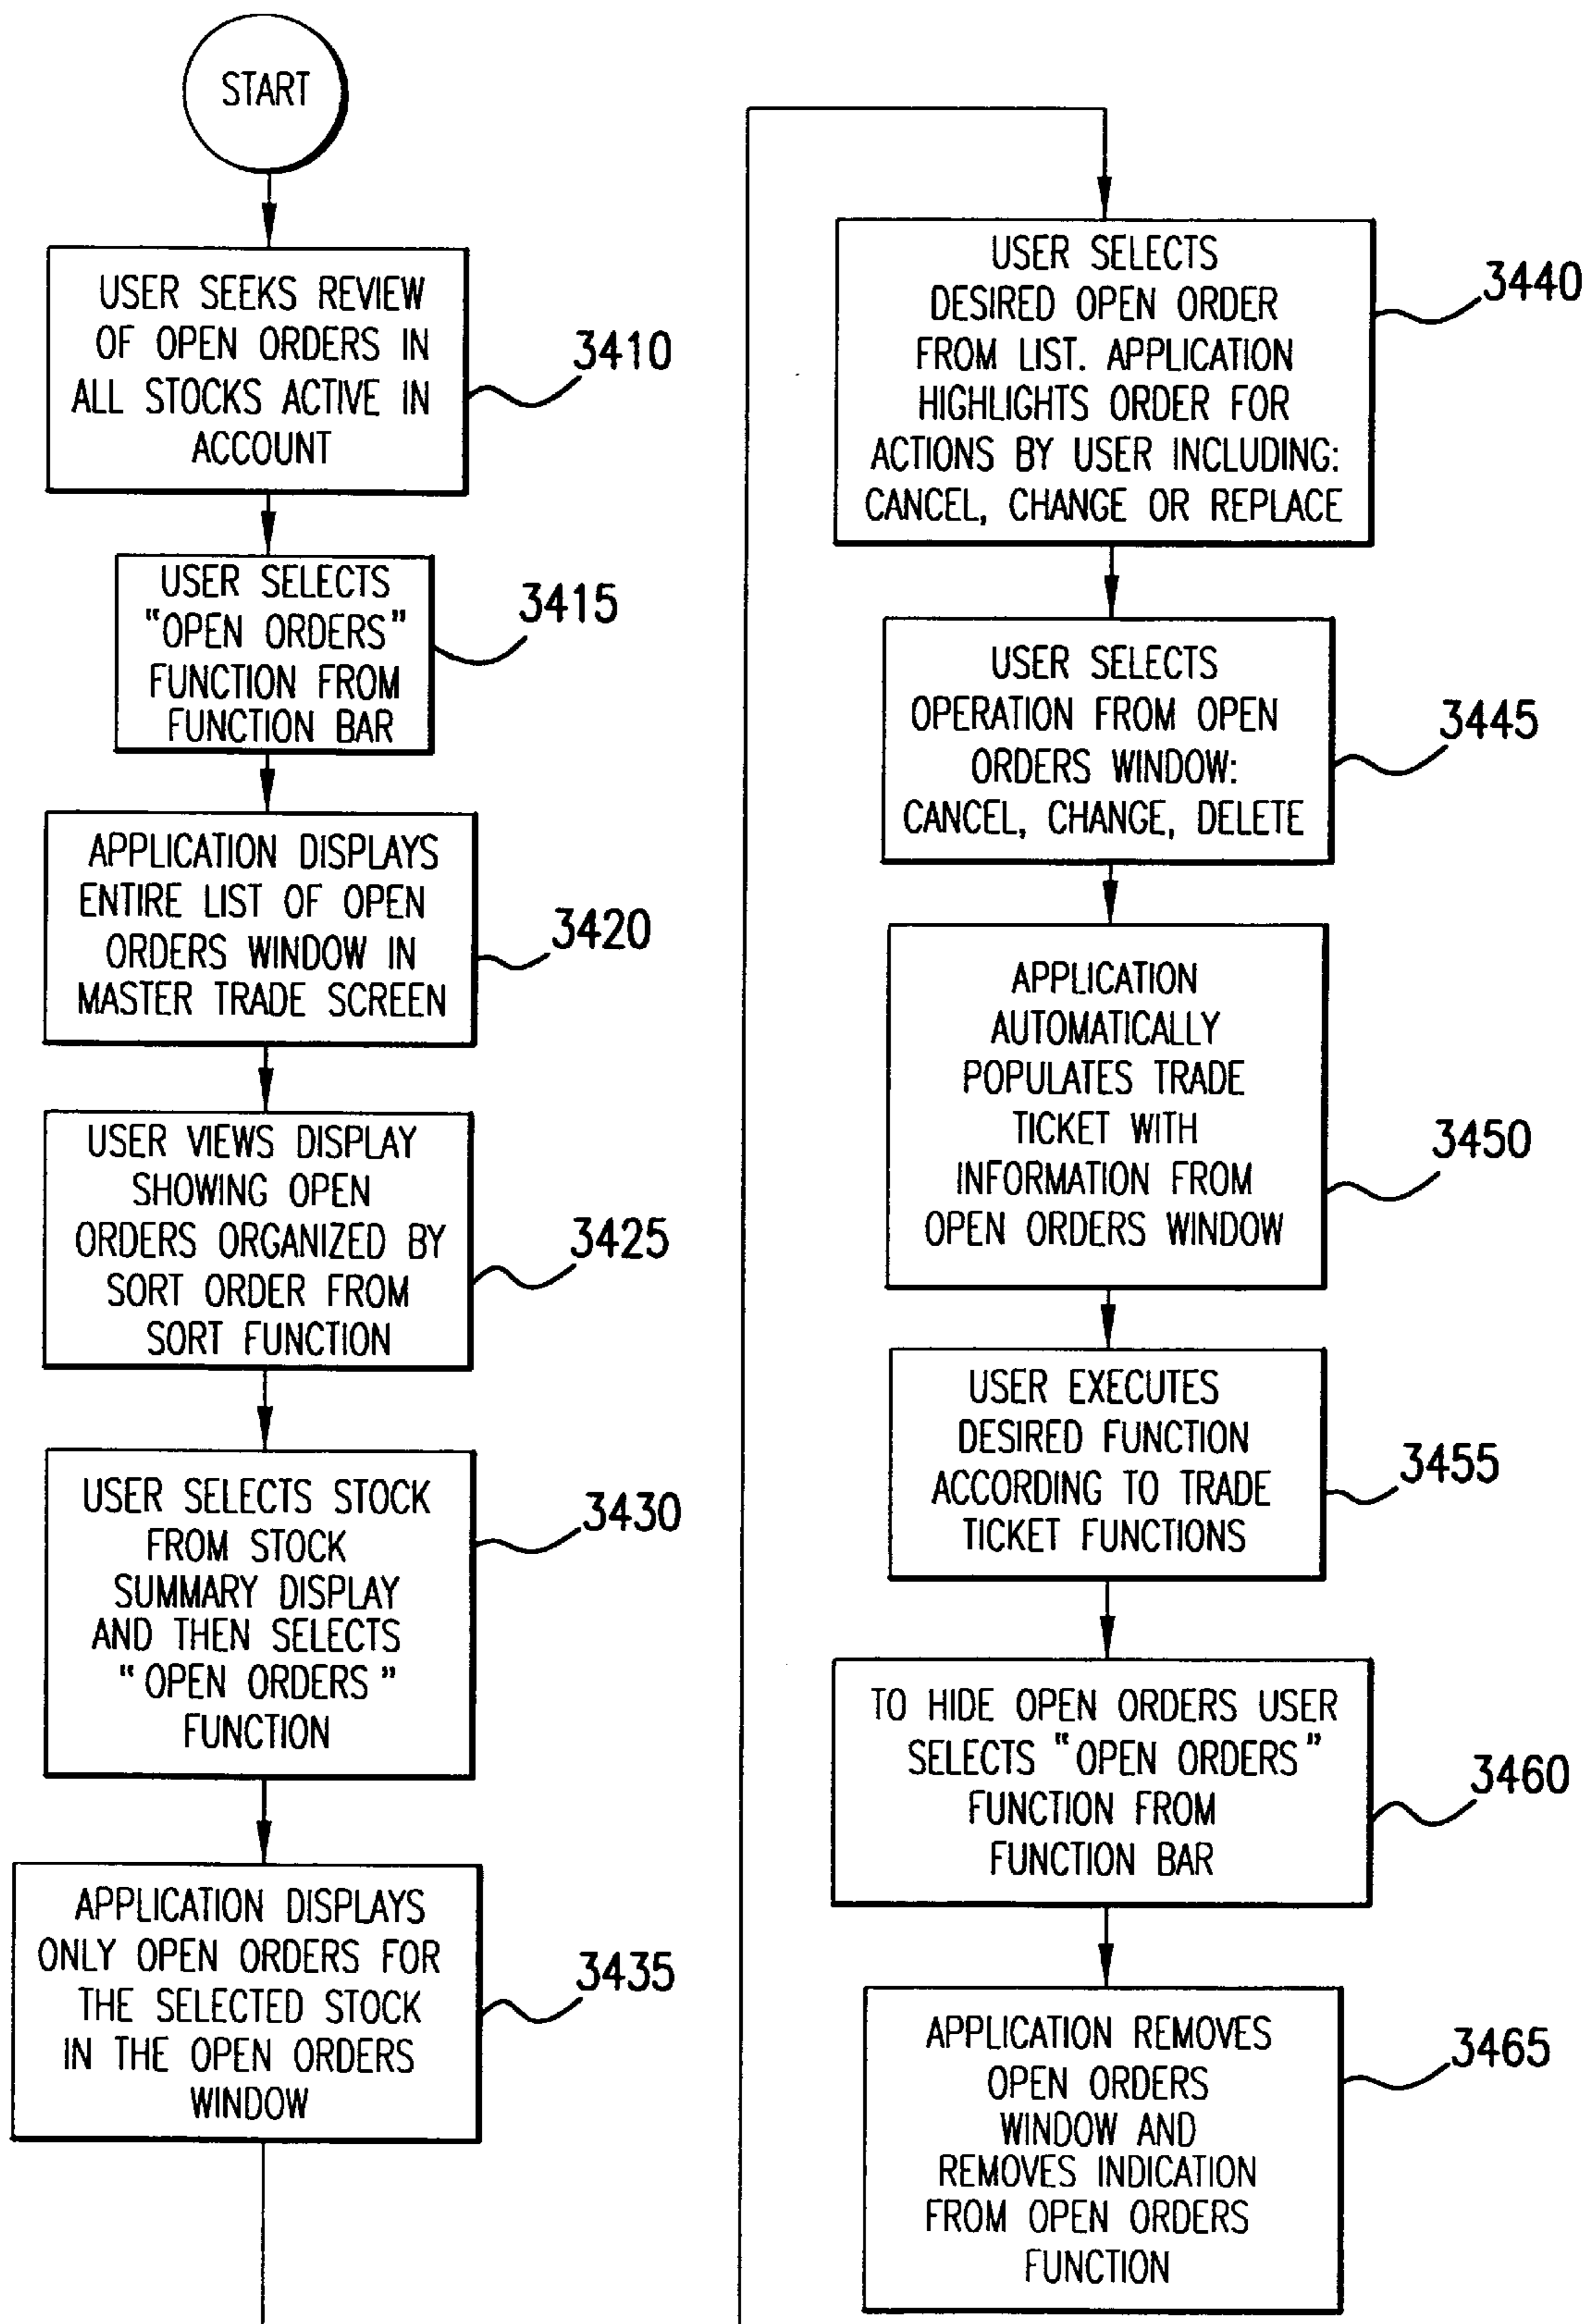 START
USER SEEKS REVIEW
OF OPEN ORDERS IN
ALL STOCKS ACTIVE IN
ACCOUNT
3410
USER SELECTS
"OPEN ORDERS"
FUNCTION FROM
FUNCTION BAR
3415
APPLICATION DISPLAYS
ENTIRE LIST OF OPEN
ORDERS WINDOW IN
MASTER TRADE SCREEN
3420
USER VIEWS DISPLAY
SHOWING OPEN
ORDERS ORGANIZED BY
SORT ORDER FROM
SORT FUNCTION
3425
USER SELECTS STOCK
FROM STOCK
SUMMARY DISPLAY
AND THEN SELECTS
"OPEN ORDERS"
FUNCTION
3430
APPLICATION DISPLAYS
ONLY OPEN ORDERS FOR
THE SELECTED STOCK
IN THE OPEN ORDERS
WINDOW
3435
USER SELECTS
DESIRED OPEN ORDER
FROM LIST. APPLICATION
HIGHLIGHTS ORDER FOR
ACTIONS BY USER INCLUDING:
CANCEL, CHANGE OR REPLACE
3440
USER SELECTS
OPERATION FROM OPEN
ORDERS WINDOW:
CANCEL, CHANGE, DELETE
3445
APPLICATION
AUTOMATICALLY
POPULATES TRADE
TICKET WITH
INFORMATION FROM
OPEN ORDERS WINDOW
3450
USER EXECUTES
DESIRED FUNCTION
ACCORDING TO TRADE
TICKET FUNCTIONS
3455
TO HIDE OPEN ORDERS USER
SELECTS "OPEN ORDERS"
FUNCTION FROM
FUNCTION BAR
3460
APPLICATION REMOVES
OPEN ORDERS
WINDOW AND
REMOVES INDICATION
FROM OPEN ORDERS
FUNCTION
3465